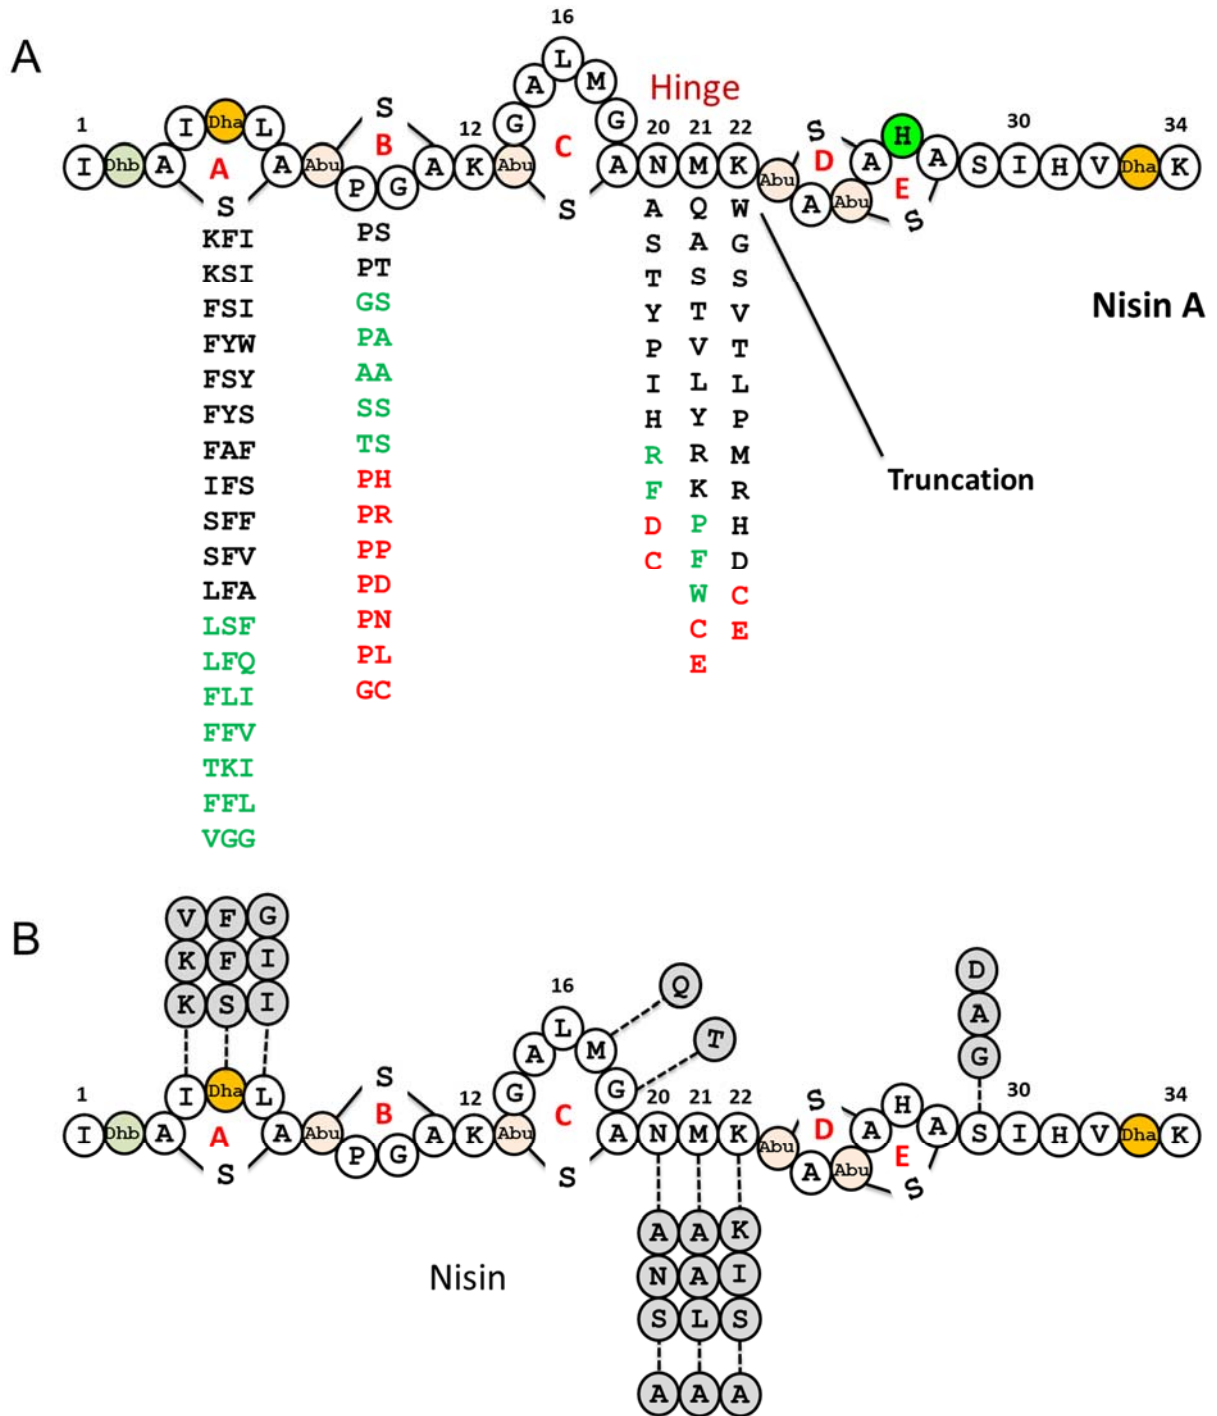 A
16
Hinge
1
12
20 21 22
30
34
I Dhb A I Dha L A Abu P G A K Abu G A L M G A N M K Abu A Abu A H A S I H V Dha K
A S
B S
C S
D S
E S
KFI
KSI
FSI
FYW
FSY
FYS
FAF
IFS
SFF
SFV
LFA
LSF
LFQ
FLI
FFV
TKI
FFL
VGG
PS
PT
GS
PA
AA
SS
TS
PH
PR
PP
PD
PN
PL
GC
A Q W
S A G
T S S
Y T V
P V T
I L L
H Y P
R R M
F K R
D P H
C F D
W C
C E
E
Nisin A
Truncation
B
V F G
K F I
K S I
16
Q
T
D
A
G
1
12
20 21 22
30
34
I Dhb A I Dha L A Abu P G A K Abu G A L M G A N M K Abu A Abu A H A S I H V Dha K
A S
B S
C S
D S
E S
Nisin
A A K
N A I
S L S
A A A